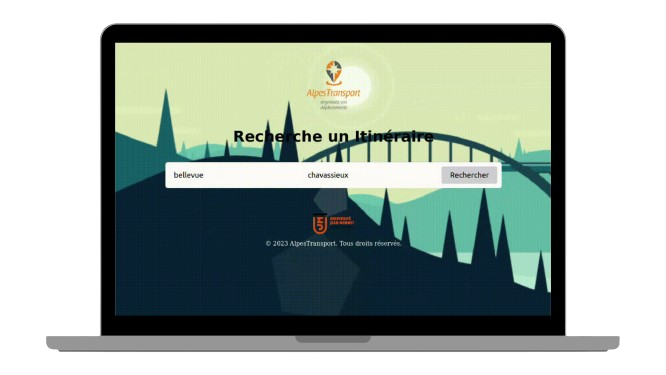 AlpesTransport
organisez vos
déplacements
Recherche un Itinéraire
bellevue chavassieux Rechercher
UNIVERSITÉ
JEAN MONNET
© 2023 AlpesTransport. Tous droits réservés.